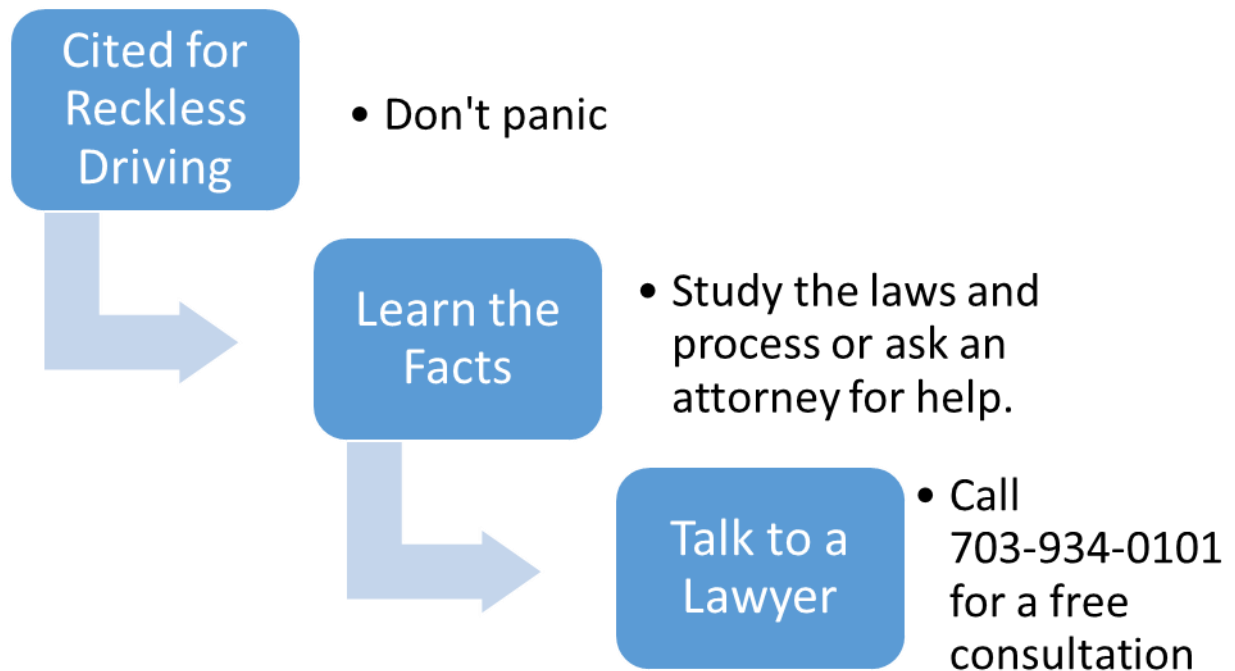 Cited for
Reckless
Driving
• Don't panic
Learn the
Facts
• Study the laws and
process or ask an
attorney for help.
Talk to a
Lawyer
• Call
703-934-0101
for a free
consultation